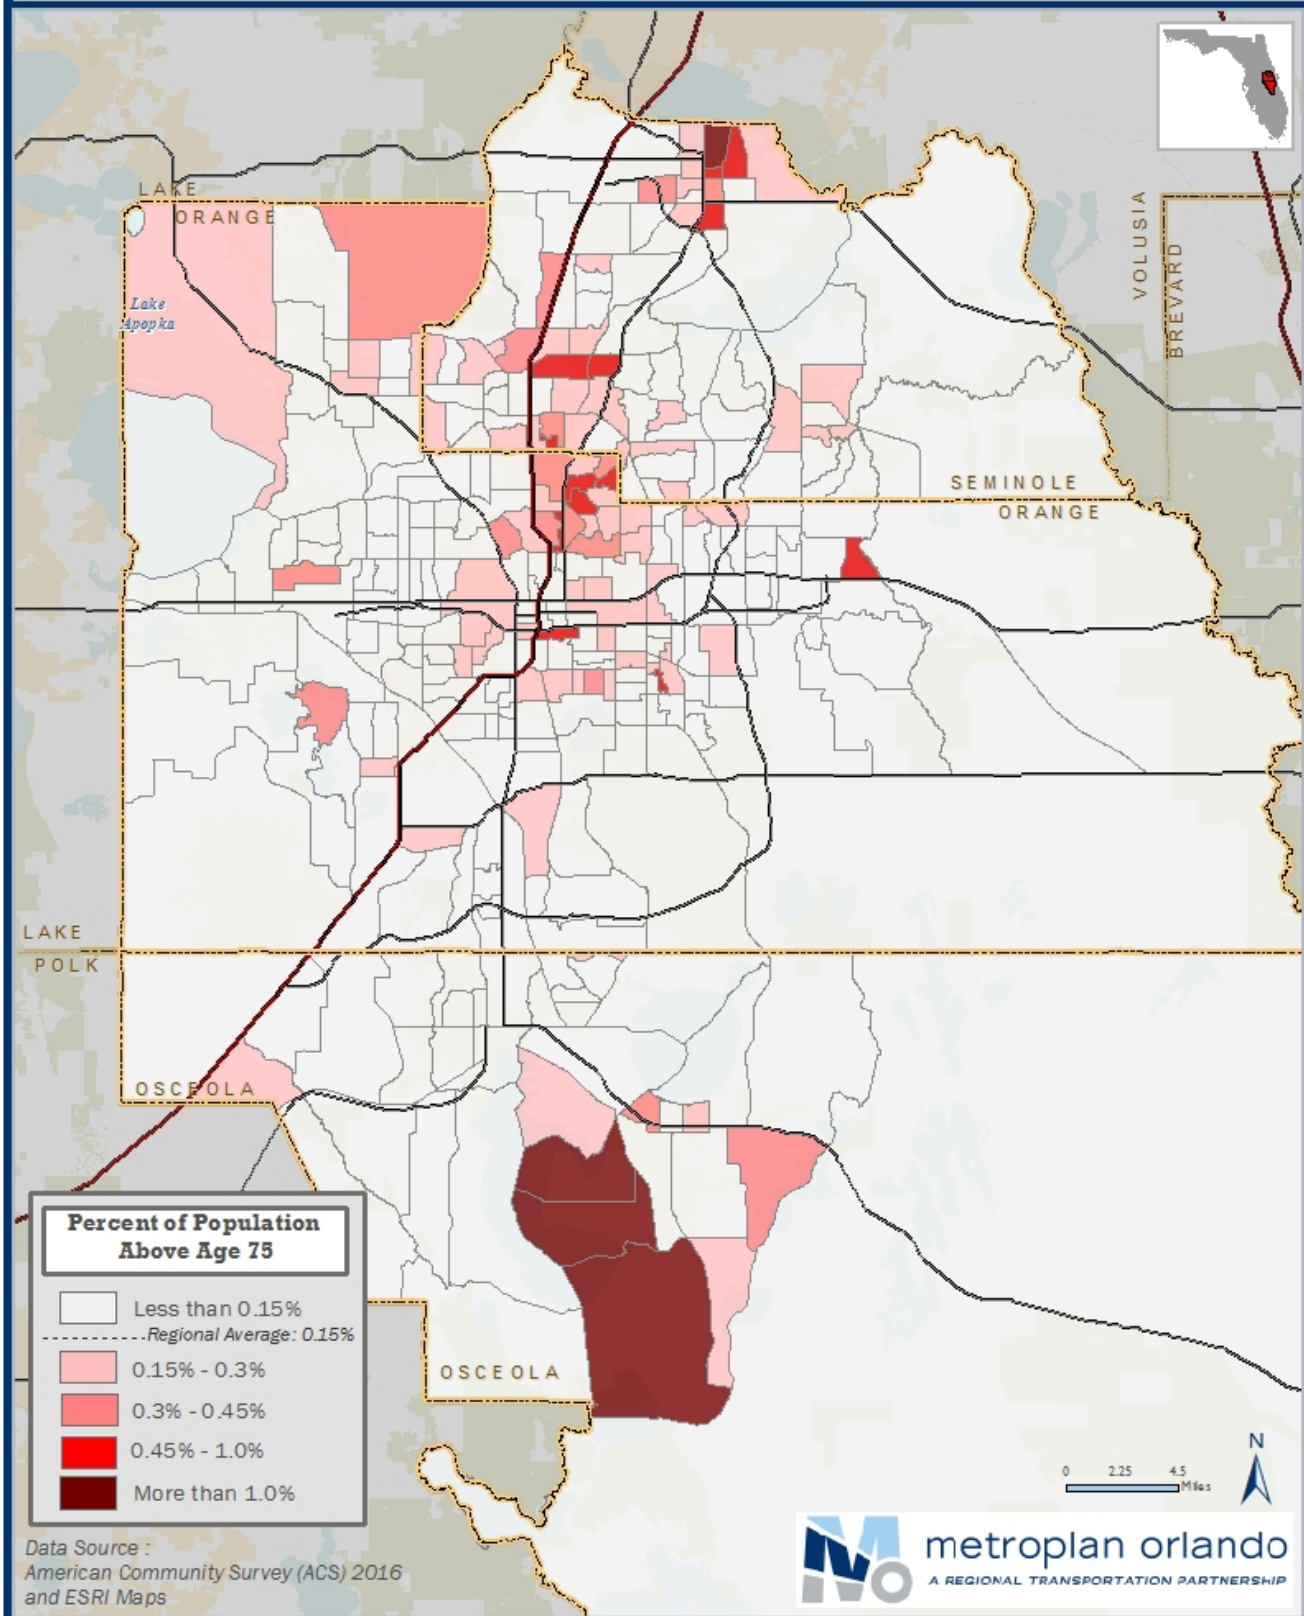 LAKE
ORANGE
Lake
Apopka
VOLUSIA
BREVARD
SEMINOLE
ORANGE
LAKE
POLK
OSCEOLA
OSCEOLA
Percent of Population
Above Age 75
Less than 0.15%
Regional Average: 0.15%
0.15% - 0.3%
0.3% - 0.45%
0.45% - 1.0%
More than 1.0%
Data Source :
American Community Survey (ACS) 2016
and ESRI Maps
N
0 2.25 4.5
Miles
metroplan orlando
A REGIONAL TRANSPORTATION PARTNERSHIP